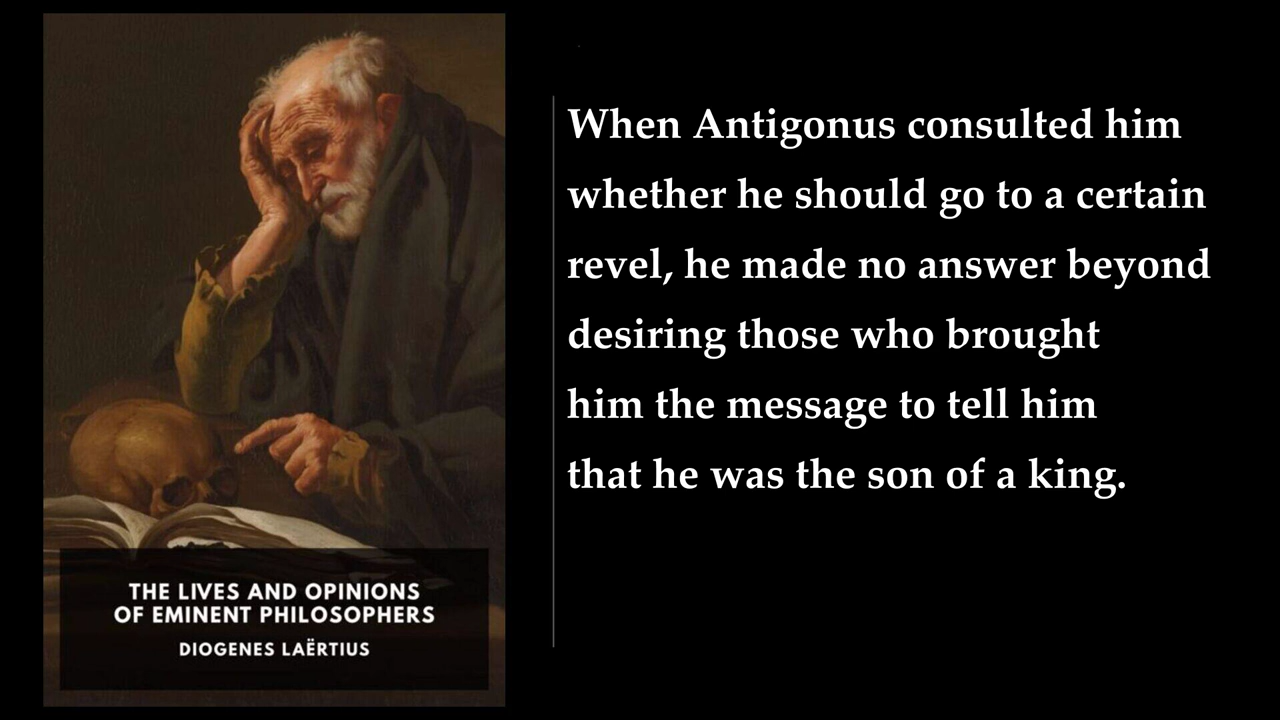 When Antigonus consulted him
whether he should go to a certain
revel, he made no answer beyond
desiring those who brought
him the message to tell him
that he was the son of a king.
THE LIVES AND OPINIONS
OF EMINENT PHILOSOPHERS
DIOGENES LAËRTIUS